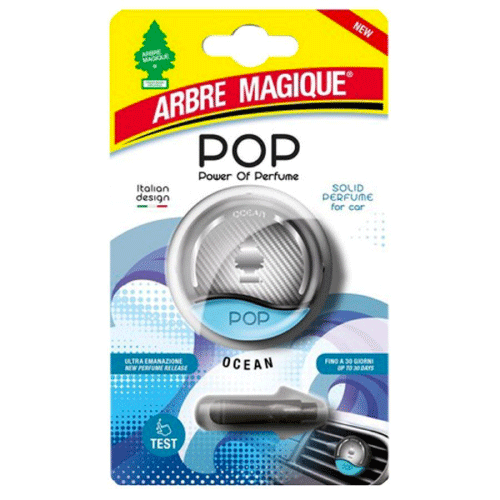 NEW
ARBRE
MAGIQUE
ARBRE MAGIQUE®
POP
Power Of Perfume
Italian
design
SOLID
PERFUME
for car
OCEAN
POP
OCEAN
ULTRA EMANAZIONE
NEW PERFUME RELEASE
FINO A 30 GIORNI
UP TO 30 DAYS
TEST
POP